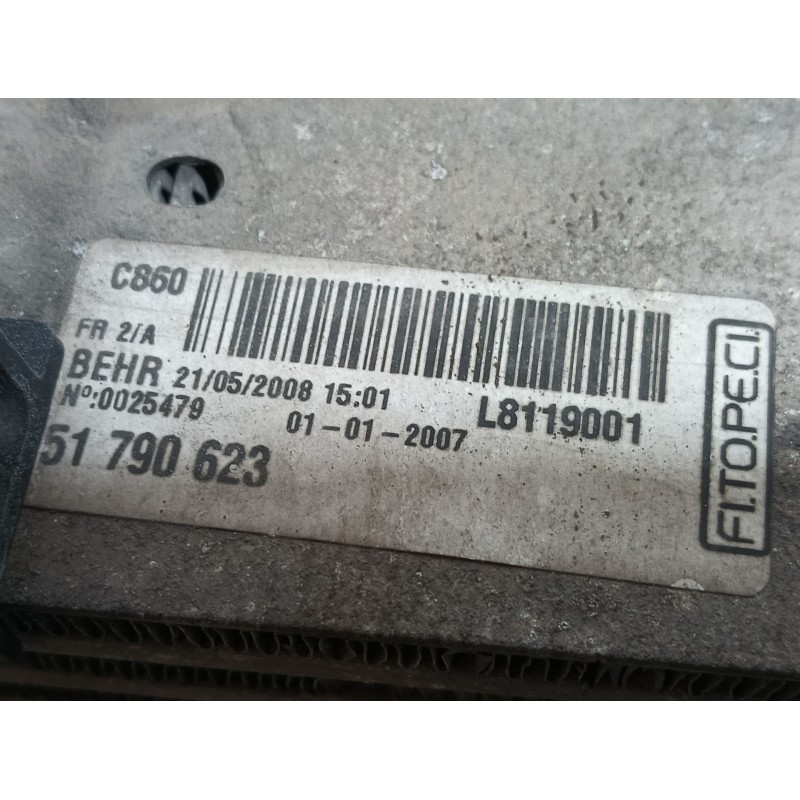 C860
FR 2/A
BEHR 21/05/2008 15:01
L8119001
Nº:0025479
01-01-2007
51 790 623
F.I.TO.PE.CI.